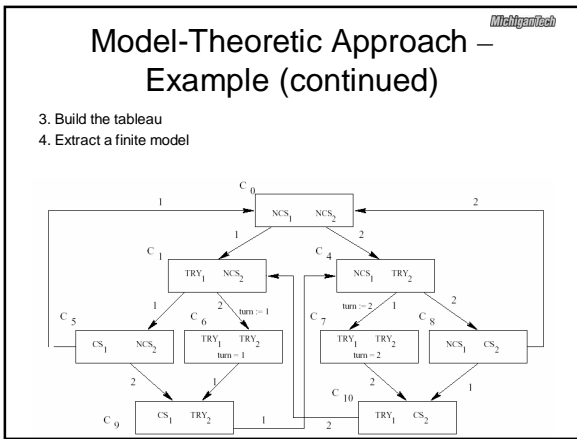 MichiganTech
Model-Theoretic Approach –
Example (continued)
3. Build the tableau
4. Extract a finite model
C 0
1
2
NCS1 NCS2
1 2
C 1
C 4
TRY1 NCS2
NCS1 TRY2
1 2 turn := 1
turn := 2 1 2
C 5
C 6
C 7
C 8
CS1 NCS2
TRY1 TRY2
turn = 1
TRY1 TRY2
turn = 2
NCS1 CS2
2 1
2 1
C 9
C 10
CS1 TRY2
TRY1 CS2
1 2